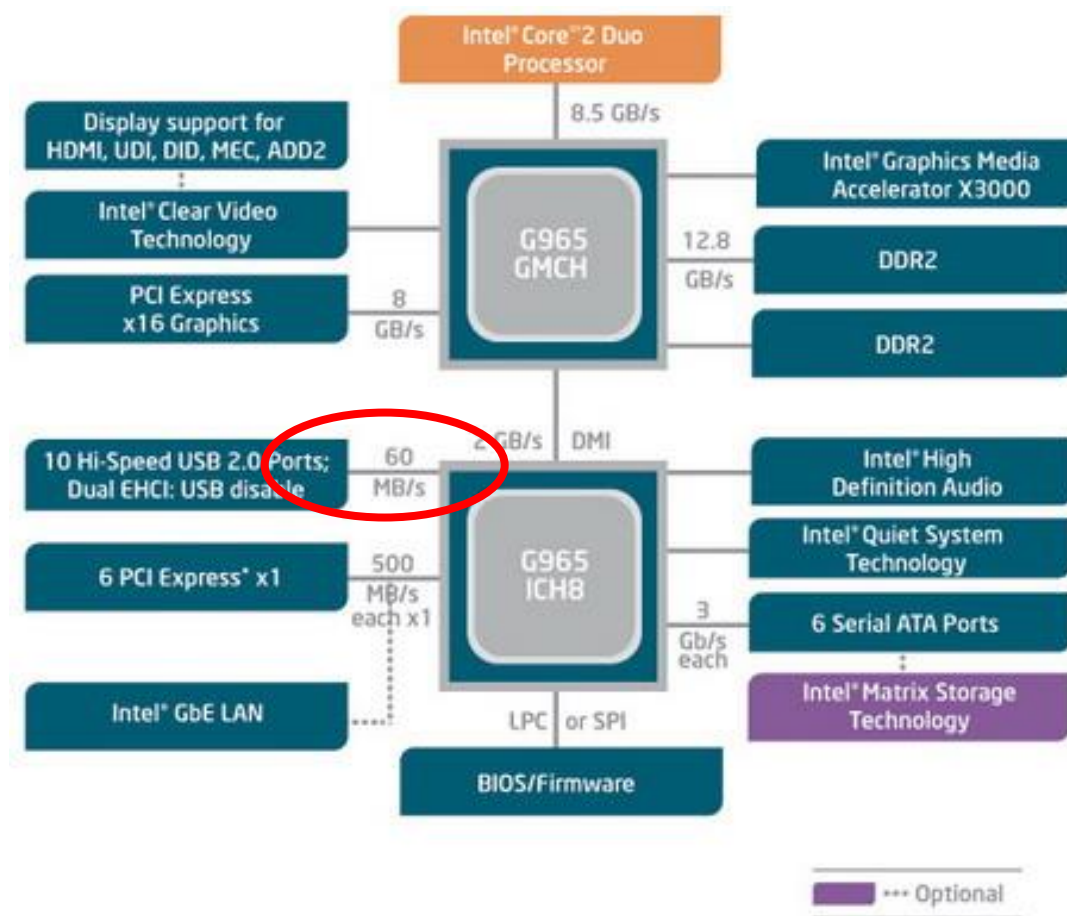 Intel® Core™2 Duo
Processor
8.5 GB/s
Display support for
HDMI, UDI, DID, MEC, ADD2
Intel® Clear Video
Technology
PCI Express
x16 Graphics
8
GB/s
G965
GMCH
Intel® Graphics Media
Accelerator X3000
12.8
GB/s
DDR2
DDR2
2 GB/s DMI
10 Hi-Speed USB 2.0 Ports;
Dual EHCI: USB disable
60
MB/s
6 PCI Express* x1
500
MB/s
each x1
Intel® GbE LAN
G965
ICH8
Intel® High
Definition Audio
Intel® Quiet System
Technology
3
Gb/s
each
6 Serial ATA Ports
Intel® Matrix Storage
Technology
LPC or SPI
BIOS/Firmware
Optional